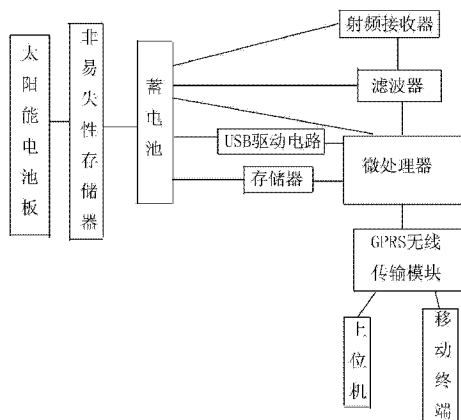 太阳能电池板
非易失性存储器
蓄电池
射频接收器
滤波器
USB驱动电路
存储器
微处理器
GPRS无线
传输模块
上位机
移动终端